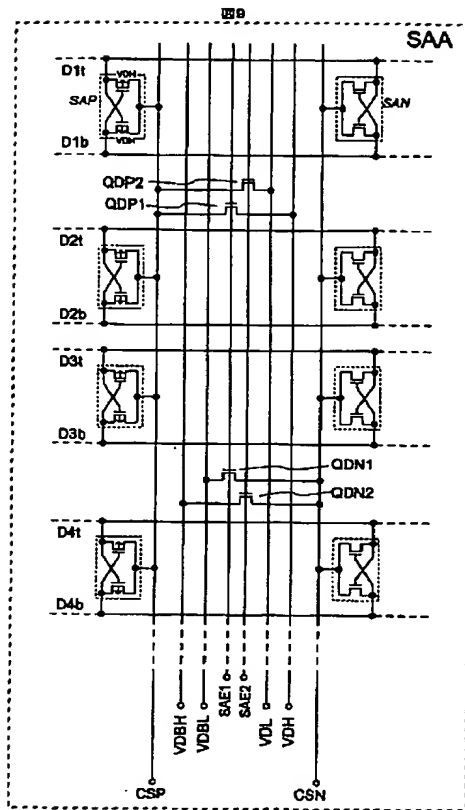 図9
SAA
D1t
VDH
SAP
SAN
VDH
D1b
QDP2
QDP1
D2t
D2b
D3t
D3b
QDN1
QDN2
D4t
D4b
VDBH
VDBL
SAE1
SAE2
VDL
VDH
CSP
CSN